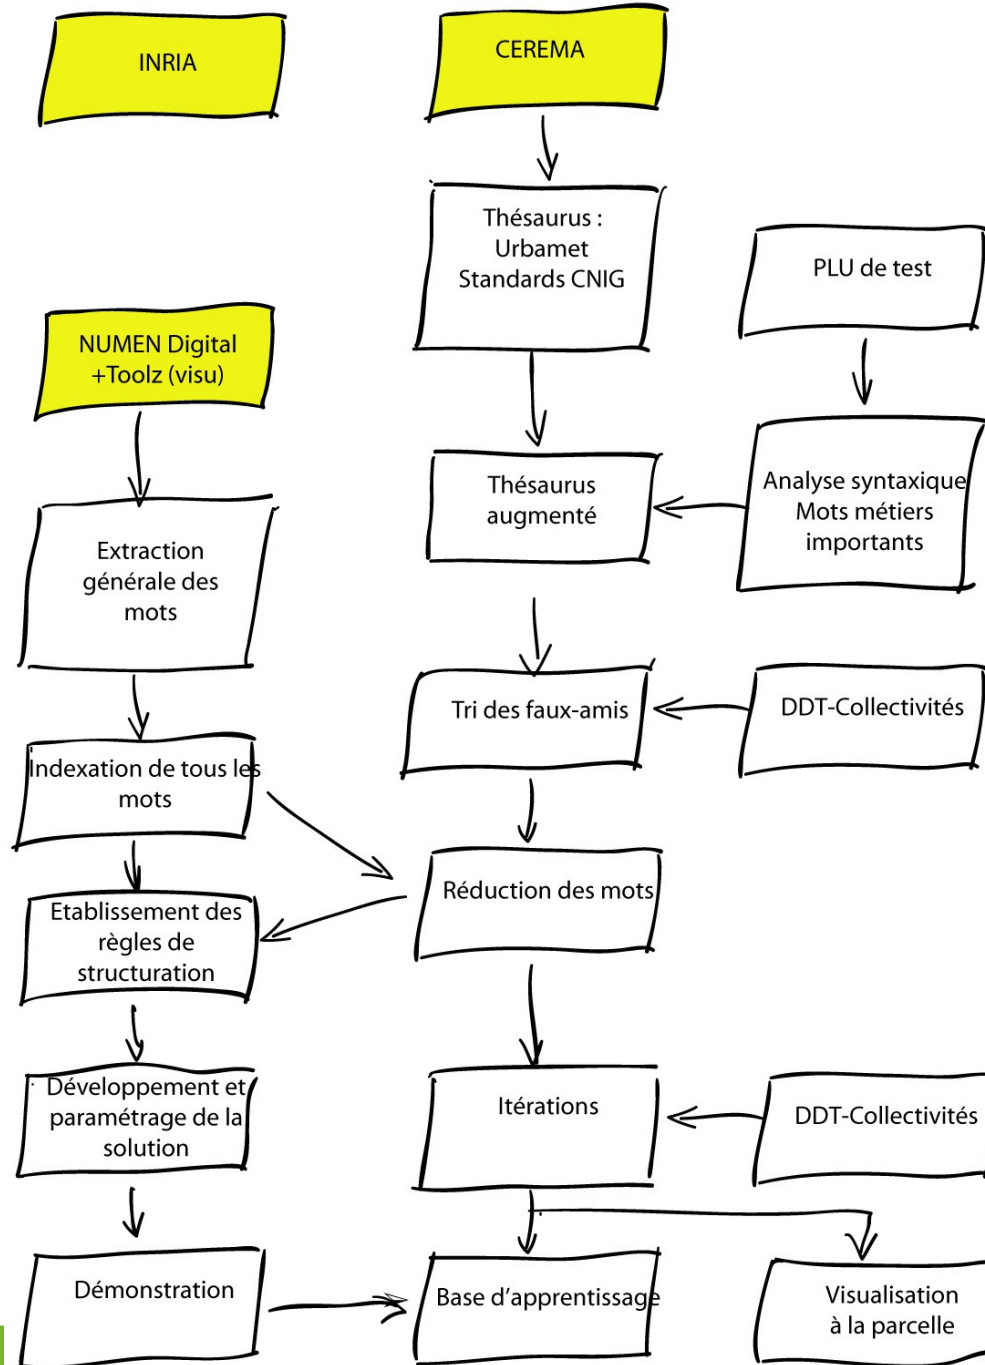 INRIA
CEREMA
Thésaurus :
Urbamet
Standards CNIG
PLU de test
NUMEN Digital
+Toolz (visu)
Thésaurus
augmenté
Analyse syntaxique
Mots métiers
importants
Extraction
générale des
mots
Tri des faux-amis
DDT-Collectivités
Indexation de tous les
mots
Réduction des mots
Etablissement des
règles de
structuration
Développement et
paramétrage de la
solution
Itérations
DDT-Collectivités
Démonstration
Base d’apprentissage
Visualisation
à la parcelle